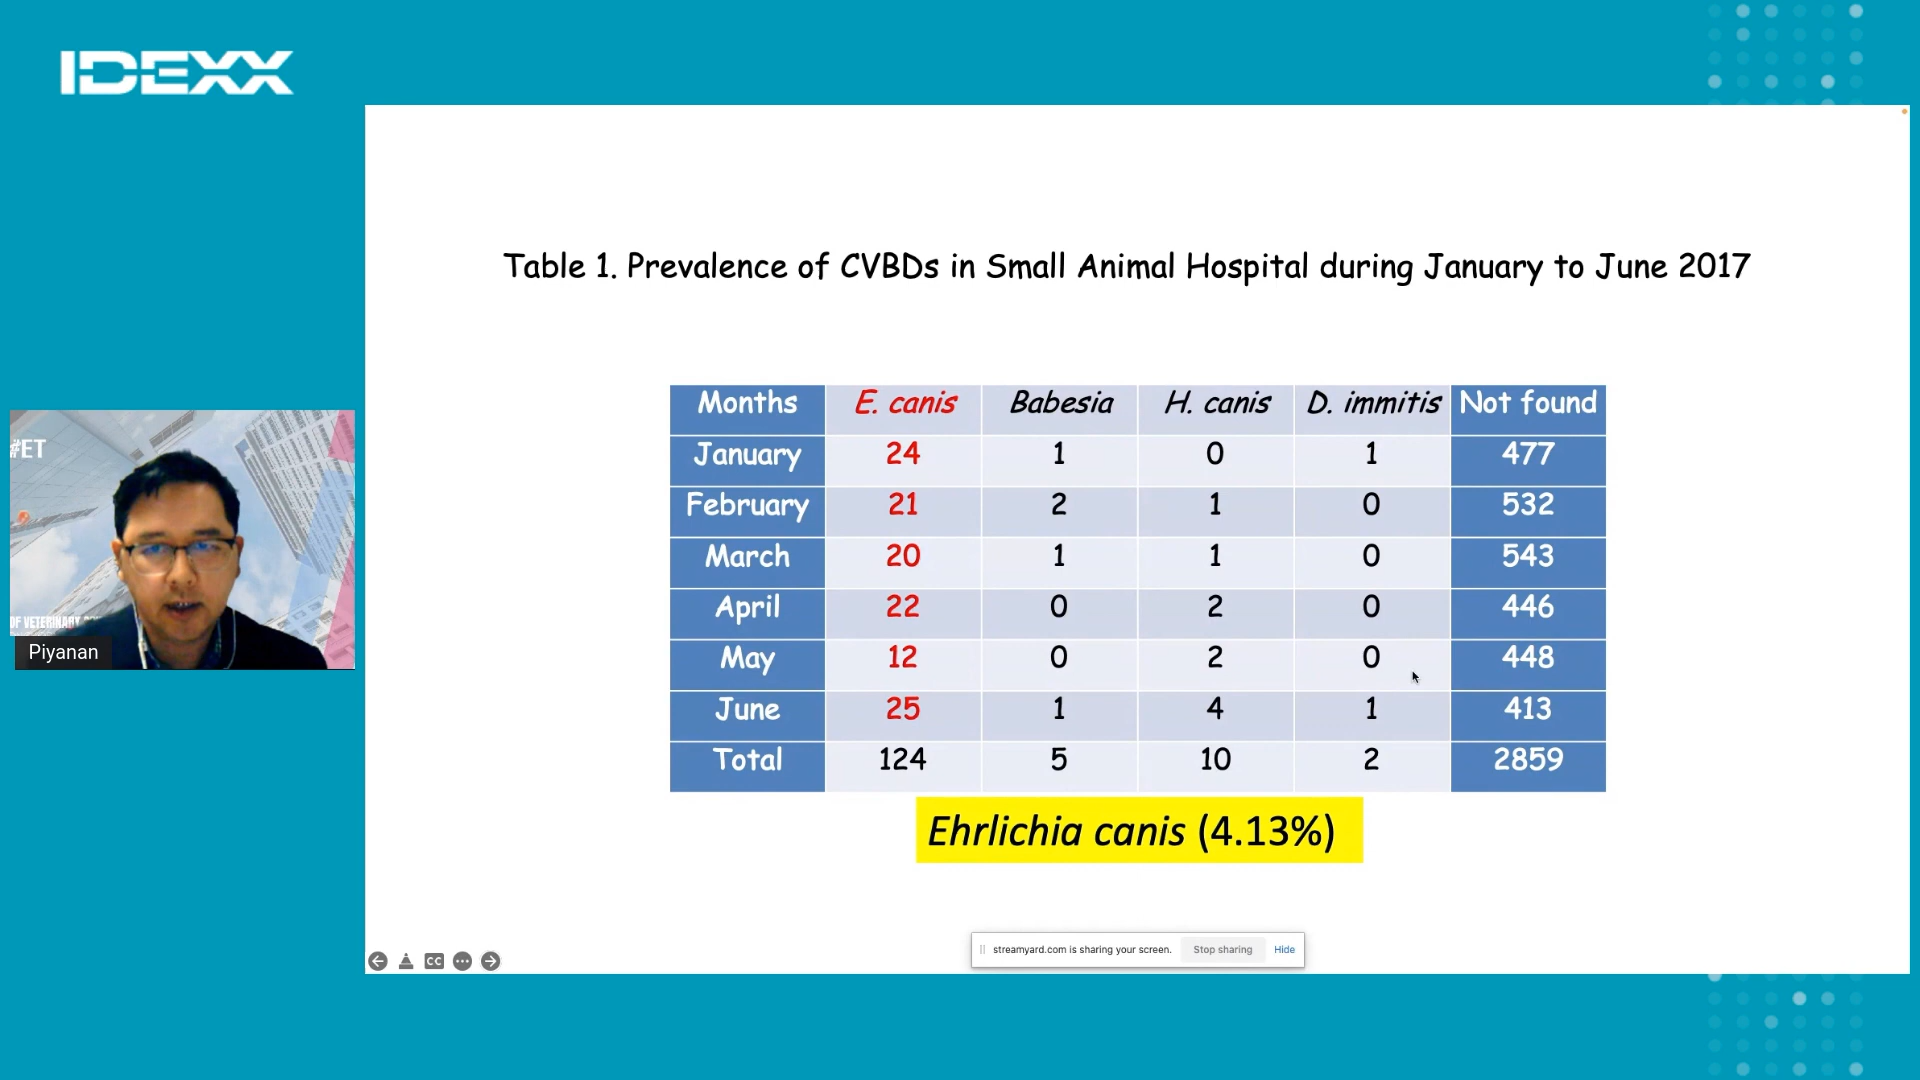 IDEXX
Table 1. Prevalence of CVBDs in Small Animal Hospital during January to June 2017
Months E. canis Babesia H. canis D. immitis Not found
January 24 1 0 1 477
February 21 2 1 0 532
March 20 1 1 0 543
April 22 0 2 0 446
May 12 0 2 0 448
June 25 1 4 1 413
Total 124 5 10 2 2859
Ehrlichia canis (4.13%)
#ET
OF VETERINARY
Piyanan
streamyard.com is sharing your screen. Stop sharing Hide
CC